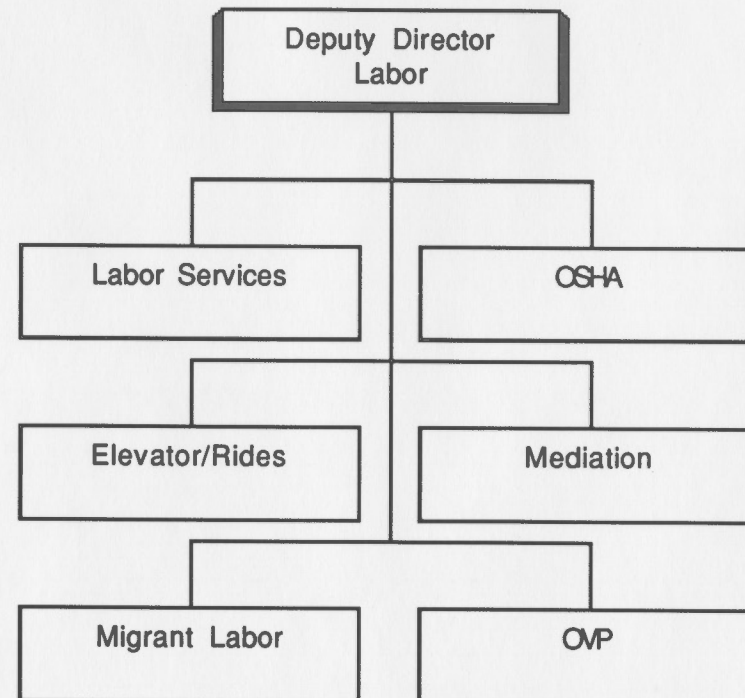 Deputy Director
Labor
Labor Services
OSHA
Elevator/Rides
Mediation
Migrant Labor
OVP